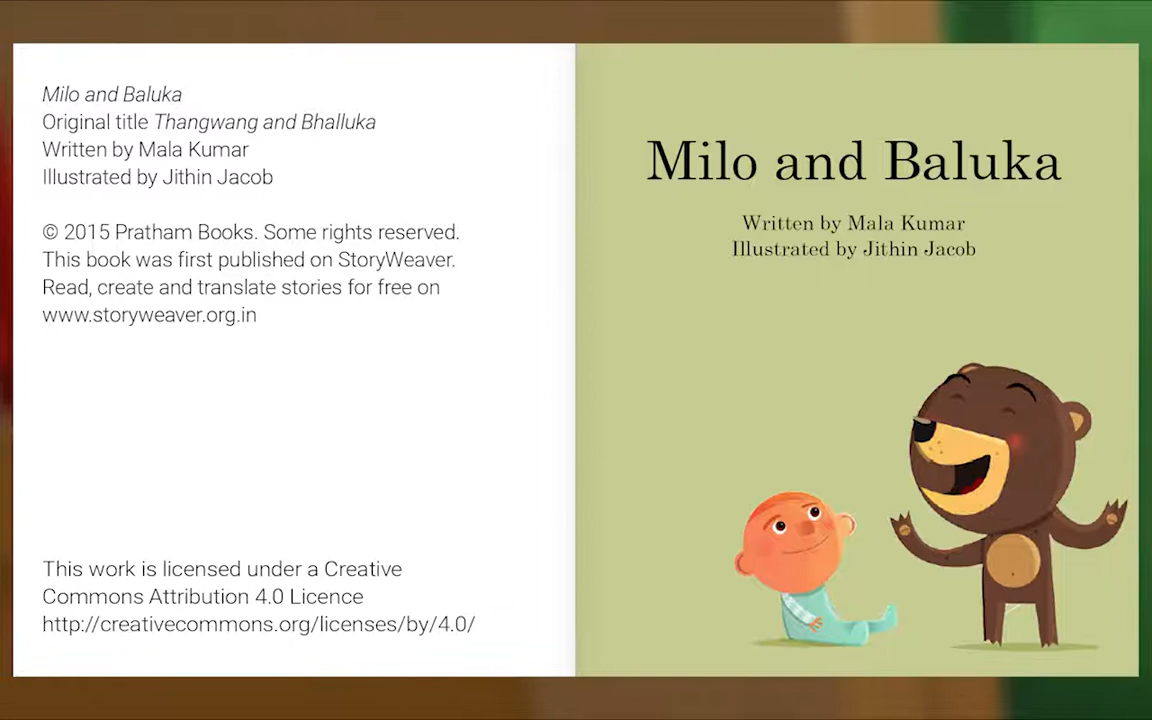 Milo and Baluka
Original title Thangwang and Bhalluka
Written by Mala Kumar
Illustrated by Jithin Jacob
© 2015 Pratham Books. Some rights reserved.
This book was first published on StoryWeaver.
Read, create and translate stories for free on
www.storyweaver.org.in
This work is licensed under a Creative
Commons Attribution 4.0 Licence
http://creativecommons.org/licenses/by/4.0/
Milo and Baluka
Written by Mala Kumar
Illustrated by Jithin Jacob